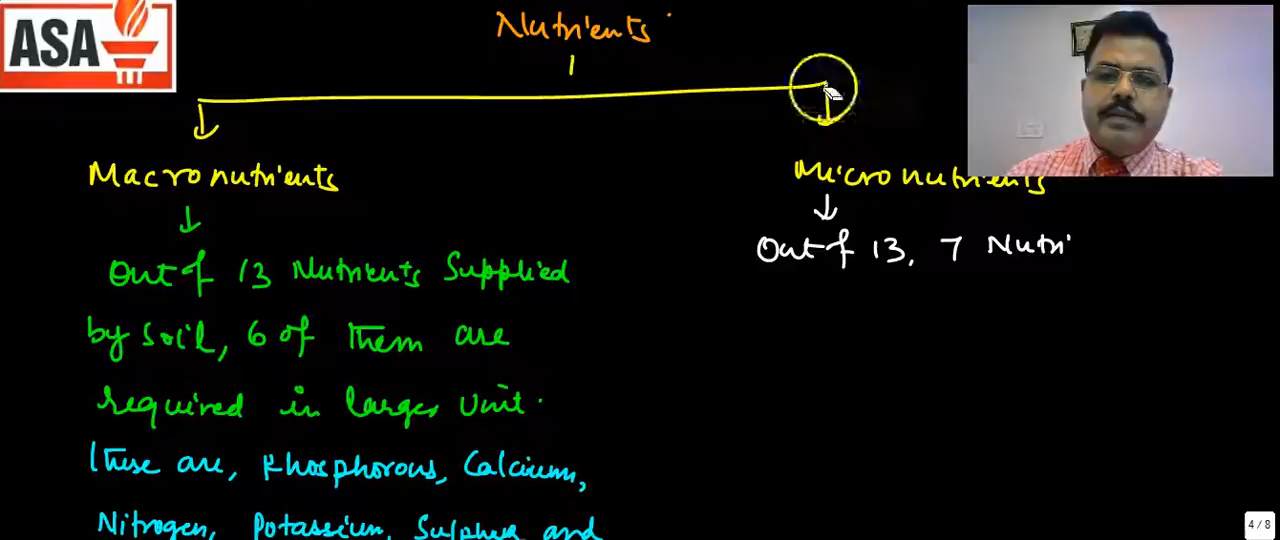 ASA
Nutrients
Macronutrients
Micronutrients
Out of 13 Nutrients Supplied
by Soil, 6 of them are
required in larger Unit.
These are, Phosphorous, Calcium,
Nitrogen, Potassium, Sulphur and
Out of 13, 7 Nutri
4/8